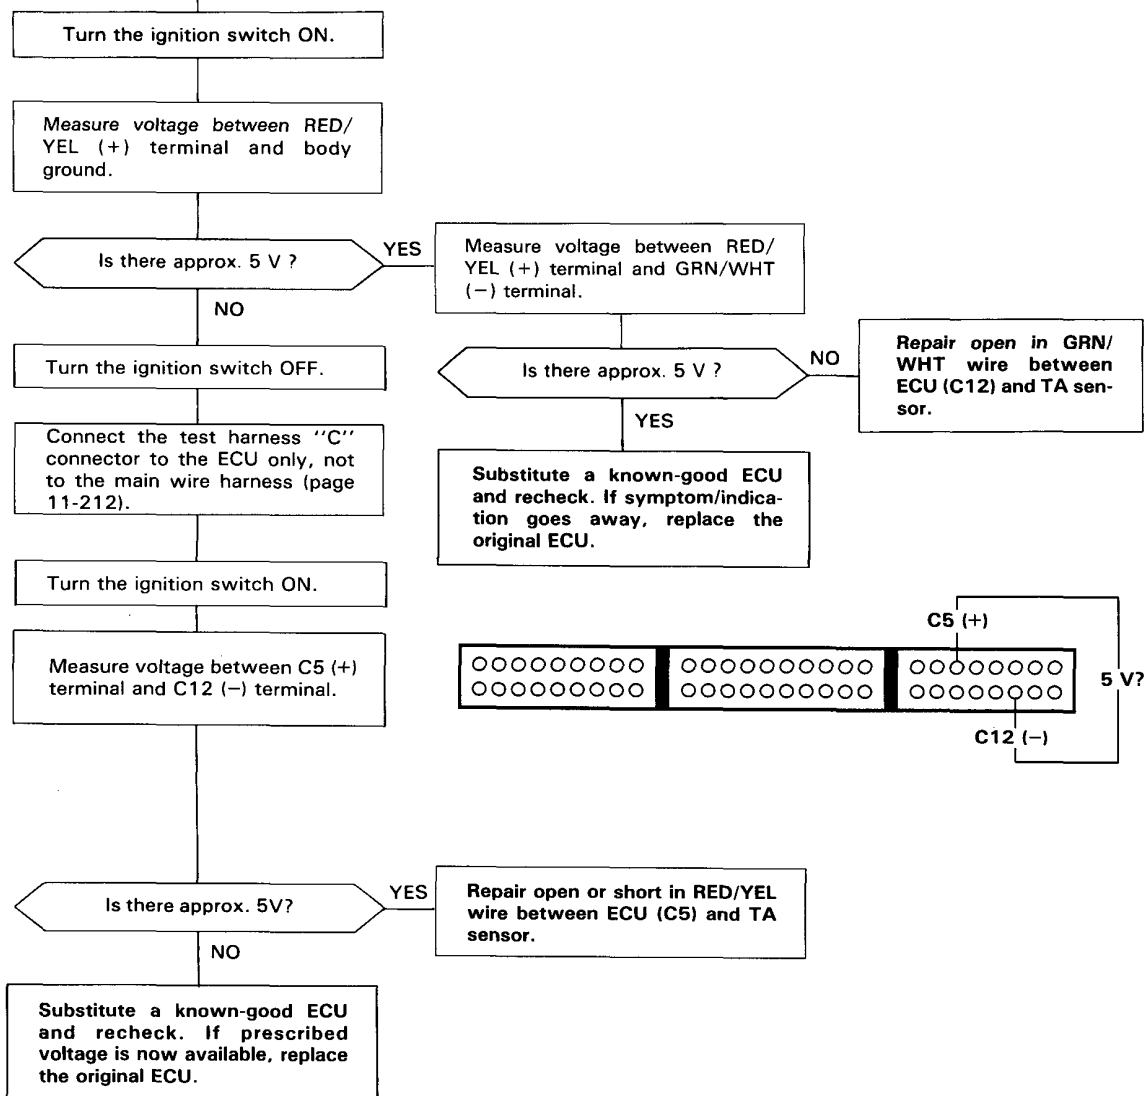 Turn the ignition switch ON.
Measure voltage between RED/
YEL (+) terminal and body
ground.
Is there approx. 5 V ?
YES
NO
Measure voltage between RED/
YEL (+) terminal and GRN/WHT
(−) terminal.
Is there approx. 5 V ?
NO
YES
Repair open in GRN/
WHT wire between
ECU (C12) and TA sen-
sor.
Substitute a known-good ECU
and recheck. If symptom/indica-
tion goes away, replace the
original ECU.
Turn the ignition switch OFF.
Connect the test harness "C"
connector to the ECU only, not
to the main wire harness (page
11-212).
Turn the ignition switch ON.
Measure voltage between C5 (+)
terminal and C12 (−) terminal.
C5 (+)
5 V?
C12 (−)
Is there approx. 5V?
YES
NO
Repair open or short in RED/YEL
wire between ECU (C5) and TA
sensor.
Substitute a known-good ECU
and recheck. If prescribed
voltage is now available, replace
the original ECU.